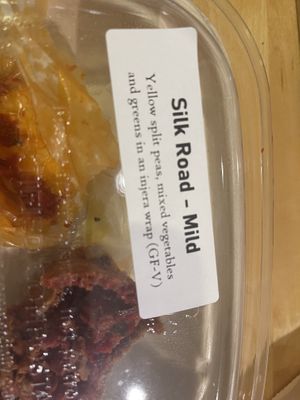 Silk Road - Mild
Yellow split peas, mixed vegetables
and greens in an injera wrap (GF-V)